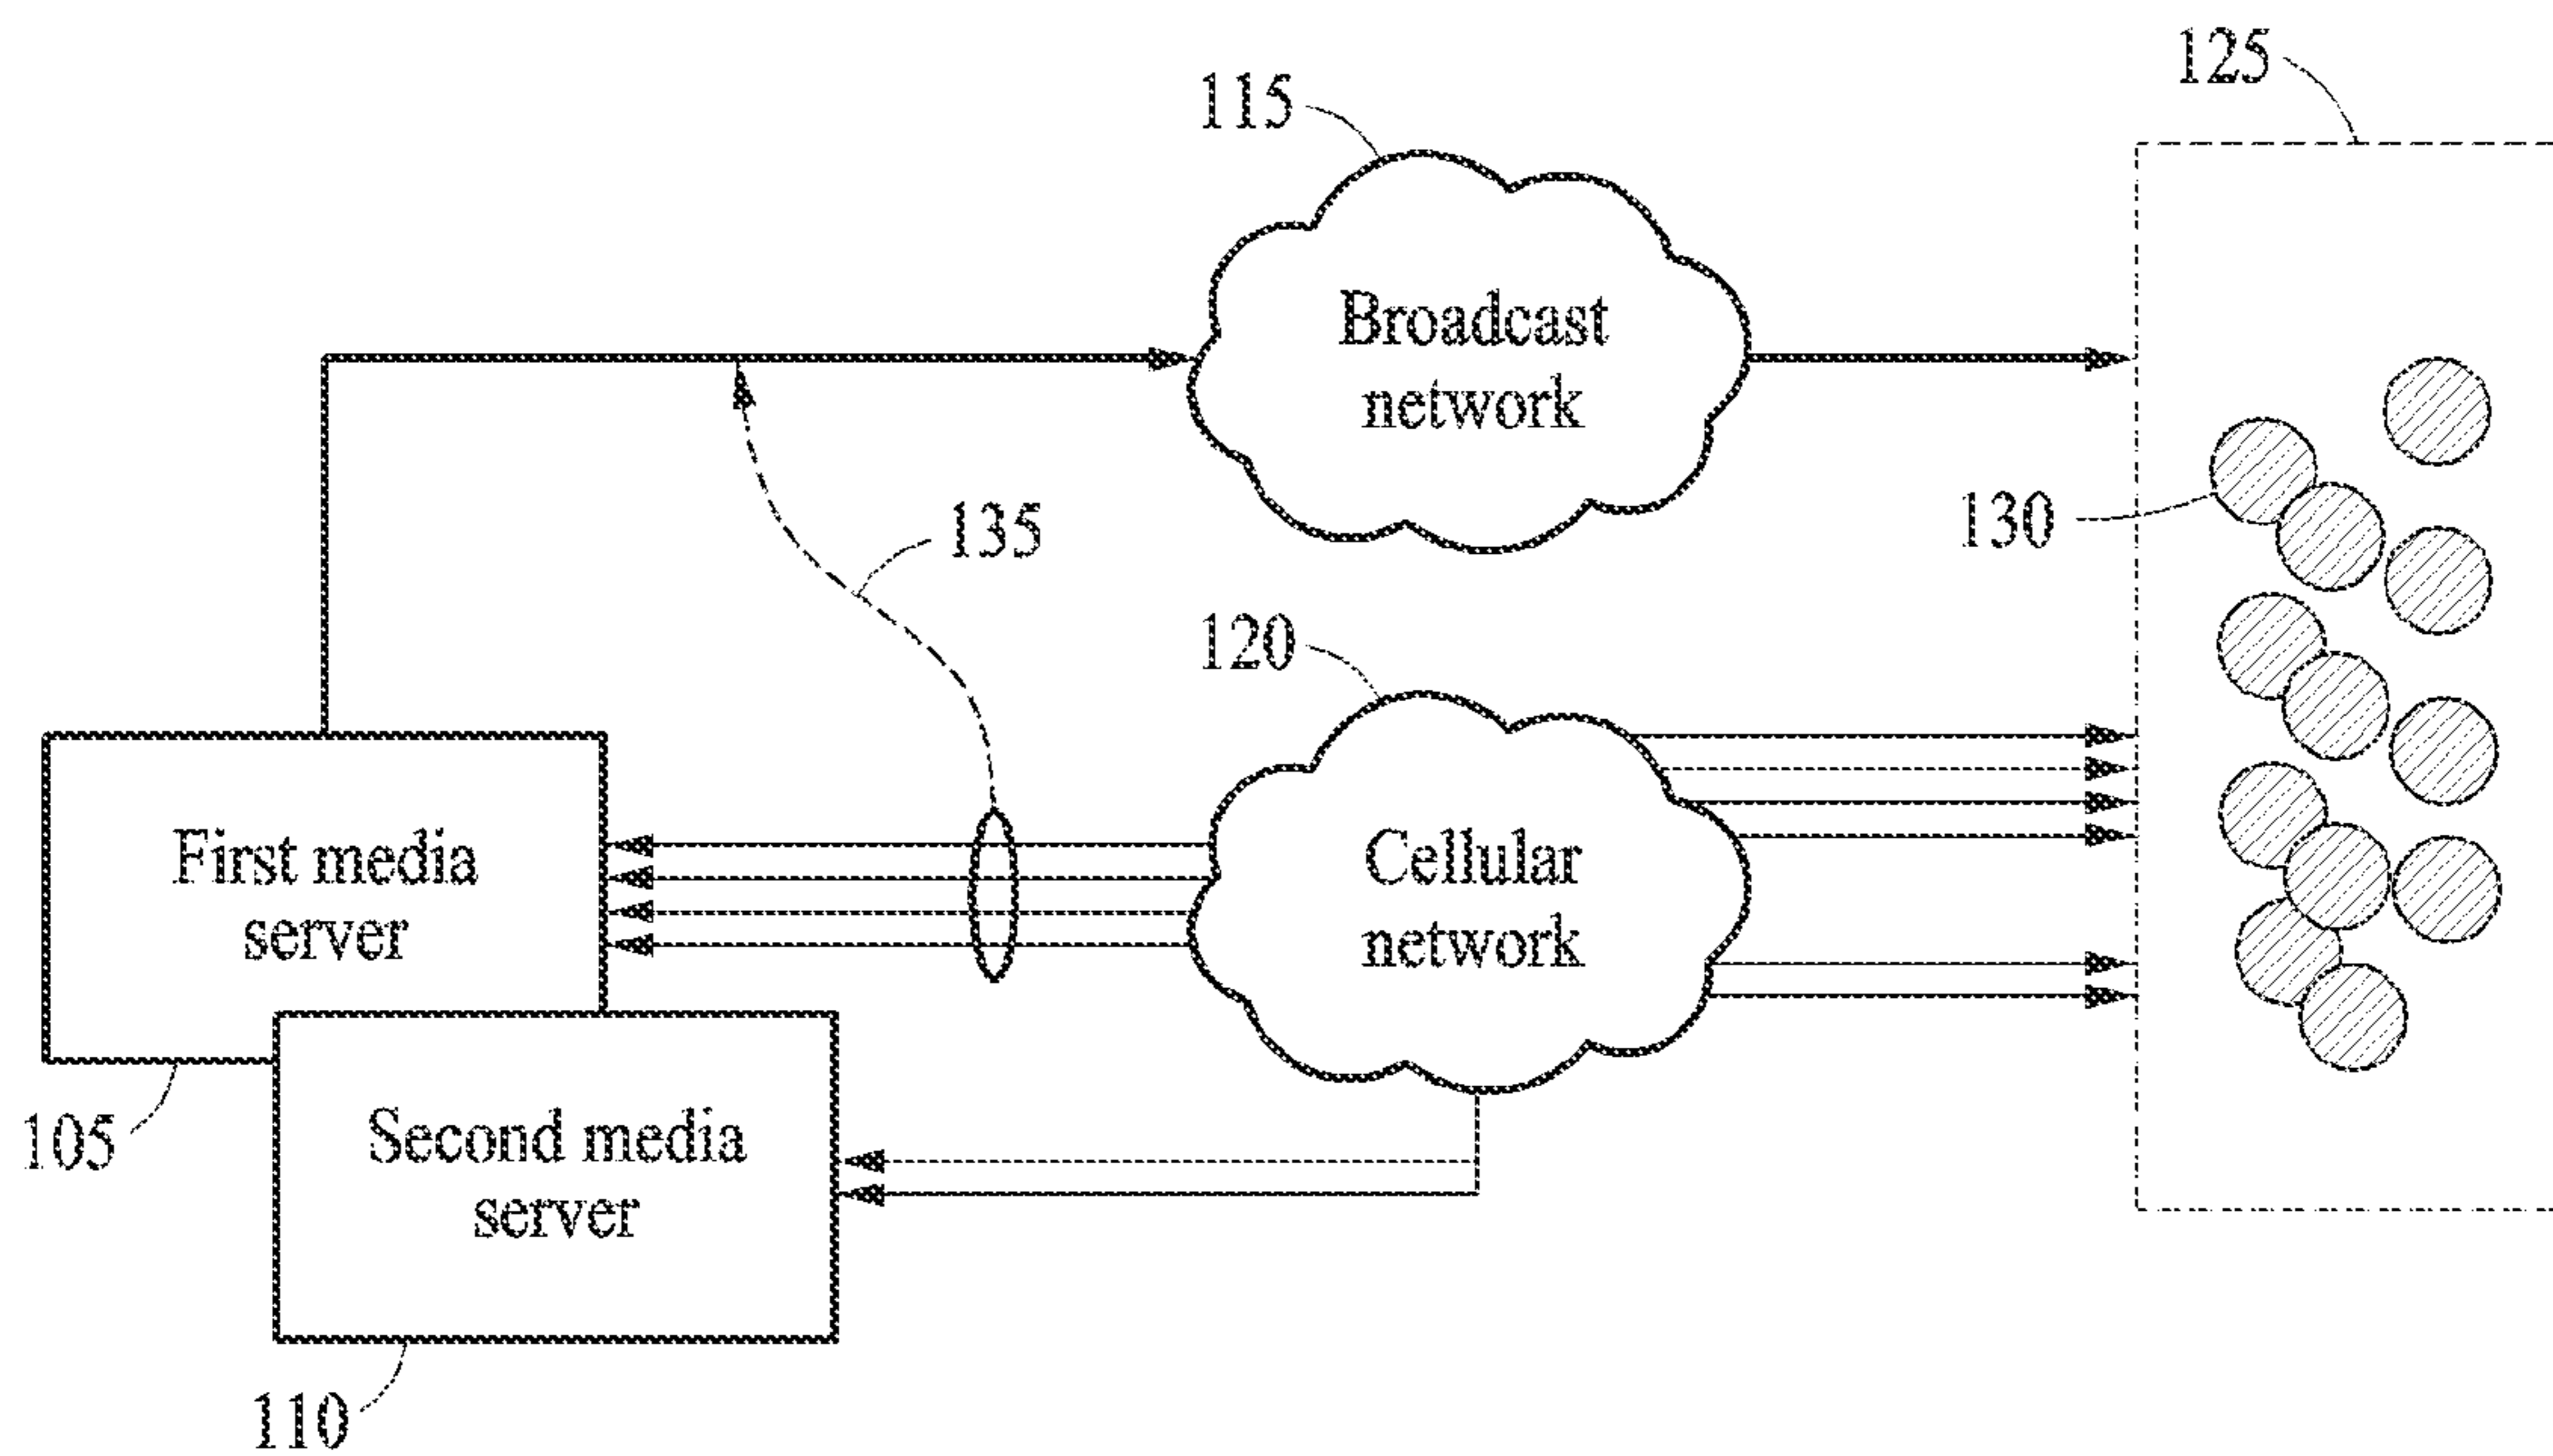 125
115
Broadcast
network
130
135
120
First media
server
Cellular
network
105
Second media
server
110